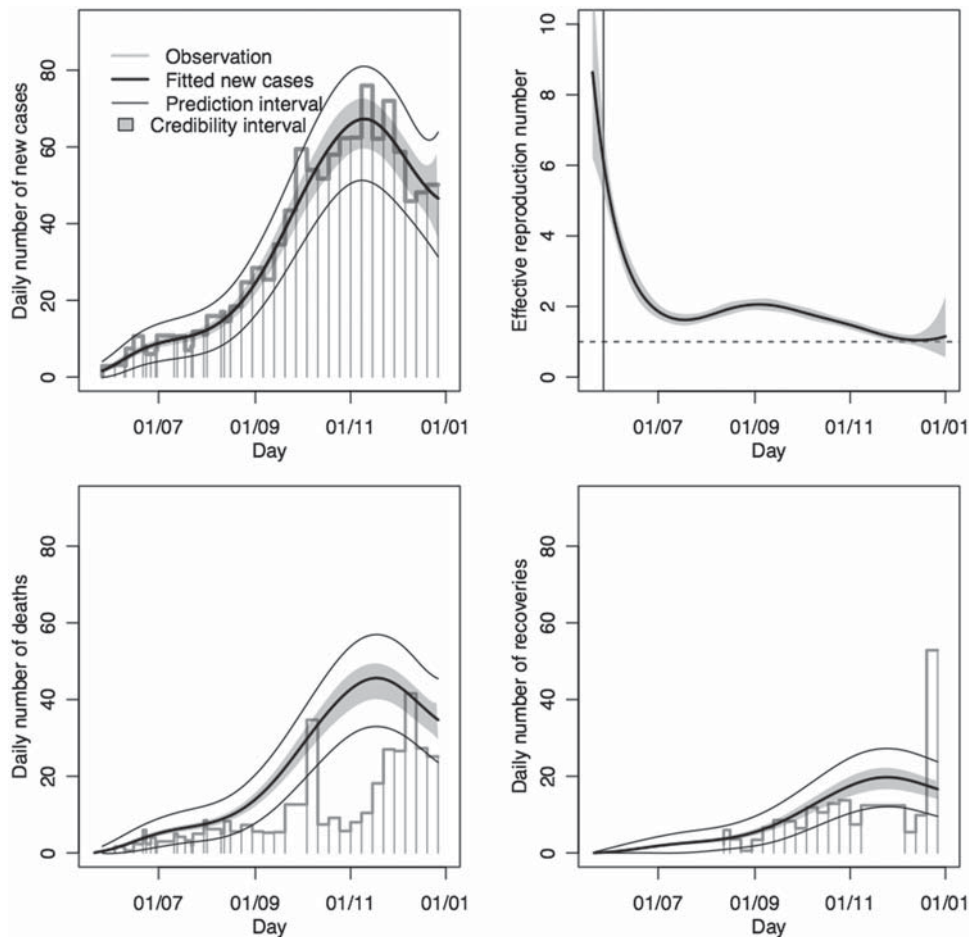 Daily number of new cases
80
60
40
20
0
Observation
Fitted new cases
Prediction interval
Credibility interval
01/07 01/09 01/11 01/01
Day
Effective reproduction number
10
8
6
4
2
0
01/07 01/09 01/11 01/01
Day
Daily number of deaths
80
60
40
20
0
01/07 01/09 01/11 01/01
Day
Daily number of recoveries
80
60
40
20
0
01/07 01/09 01/11 01/01
Day